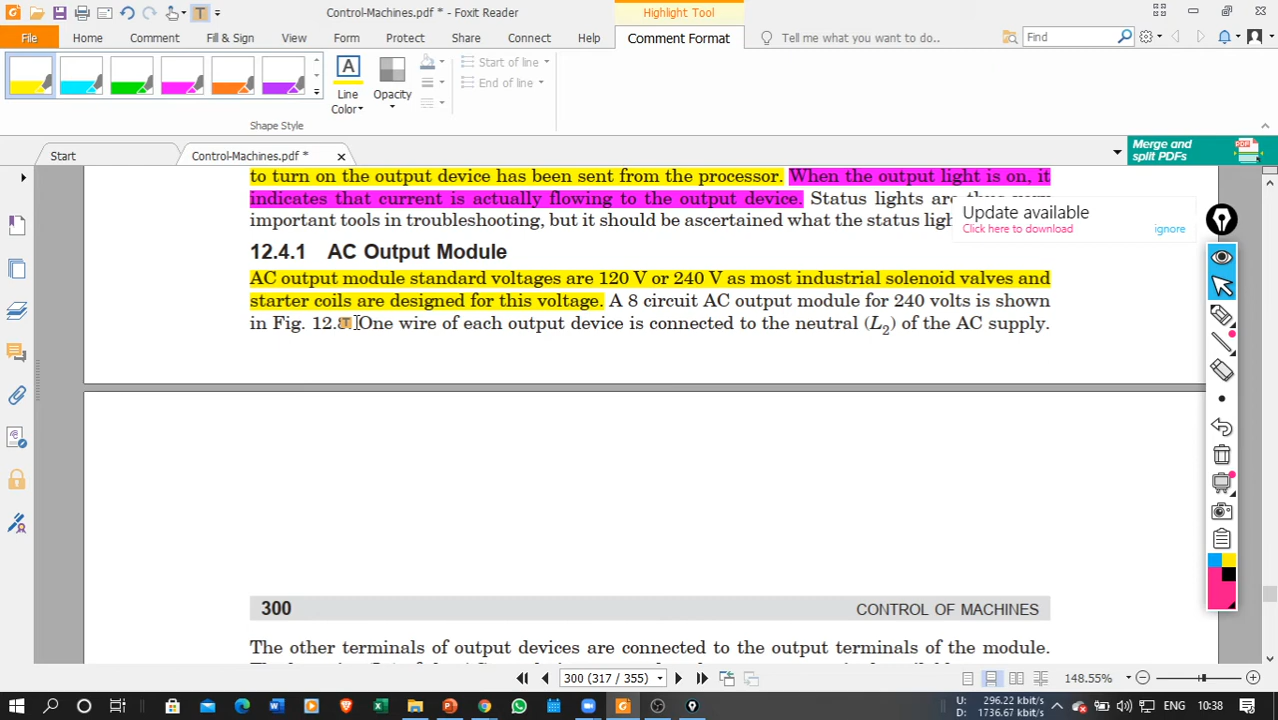 Control-Machines.pdf * - Foxit Reader
Highlight Tool
File
Home
Comment
Fill & Sign
View
Form
Protect
Share
Connect
Help
Comment Format
Tell me what you want to do..
Find
Line
Color
Opacity
Start of line
End of line
Shape Style
Start
Control-Machines.pdf *
Merge and
split PDFs
to turn on the output device has been sent from the processor. When the output light is on, it
indicates that current is actually flowing to the output device. Status lights are
important tools in troubleshooting, but it should be ascertained what the status
Update available
Click here to download
ignore
12.4.1 AC Output Module
AC output module standard voltages are 120 V or 240 V as most industrial solenoid valves and
starter coils are designed for this voltage. A 8 circuit AC output module for 240 volts is shown
in Fig. One wire of each output device is connected to the neutral (L2) of the AC supply.
300
CONTROL OF MACHINES
The other terminals of output devices are connected to the output terminals of the module.
300 (317 / 355)
148.55%
U: 296.22 kbit/s
D: 1736.67 kbit/s
ENG
10:38